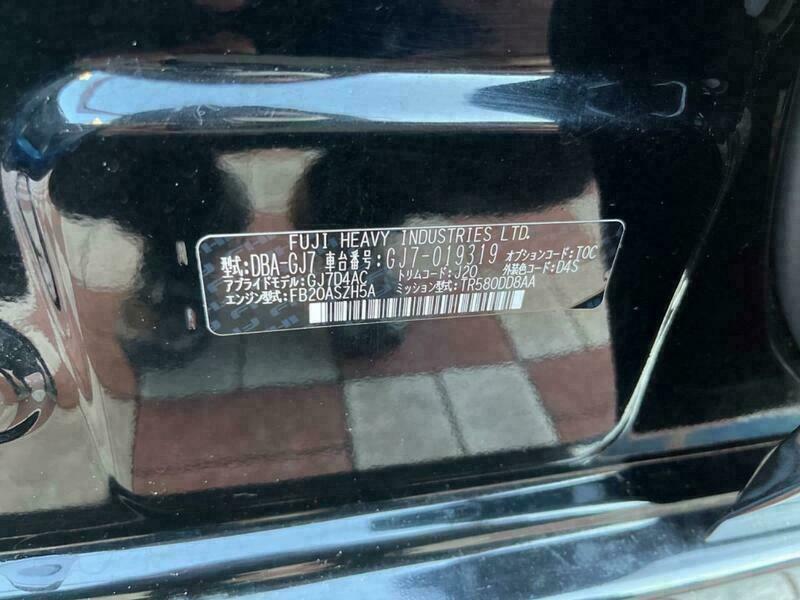 FUJI HEAVY INDUSTRIES LTD.
型式:DBA-GJ7 車台番号:GJ7-019319 オプションコード:TOC
アプライドモデル:GJ7D4AC トリムコード:J20 外装色コード:D4S
エンジン型式:FB20ASZH5A ミッション型式:TR580DD8AA